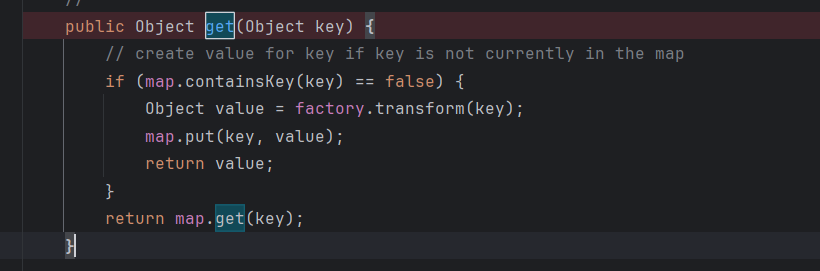 //
public Object get(Object key) {
// create value for key if key is not currently in the map
if (map.containsKey(key) == false) {
Object value = factory.transform(key);
map.put(key, value);
return value;
}
return map.get(key);
}